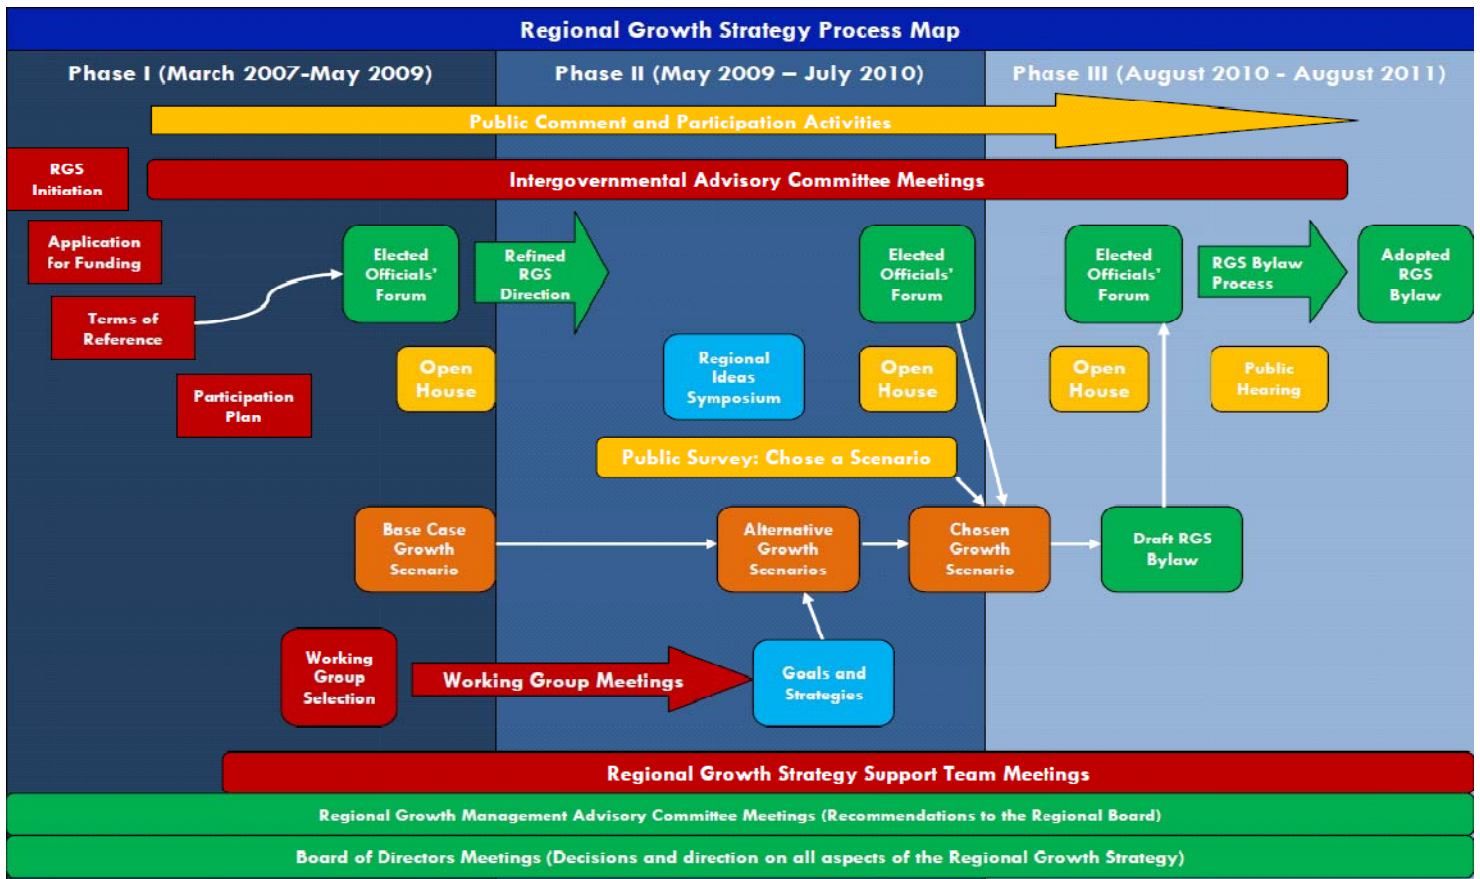 Regional Growth Strategy Process Map
Phase I (March 2007-May 2009)
Phase II (May 2009 – July 2010)
Phase III (August 2010 - August 2011)
Public Comment and Participation Activities
RGS
Initiation
Intergovernmental Advisory Committee Meetings
Application
for Funding
Elected
Officials'
Forum
Refined
RGS
Direction
Elected
Officials'
Forum
Elected
Officials'
Forum
RGS Bylaw
Process
Adopted
RGS
Bylaw
Terms of
Reference
Open
House
Regional
Ideas
Symposium
Open
House
Open
House
Public
Hearing
Participation
Plan
Public Survey: Chose a Scenario
Base Case
Growth
Scenario
Alternative
Growth
Scenarios
Chosen
Growth
Scenario
Draft RGS
Bylaw
Working
Group
Selection
Working Group Meetings
Goals and
Strategies
Regional Growth Strategy Support Team Meetings
Regional Growth Management Advisory Committee Meetings (Recommendations to the Regional Board)
Board of Directors Meetings (Decisions and direction on all aspects of the Regional Growth Strategy)